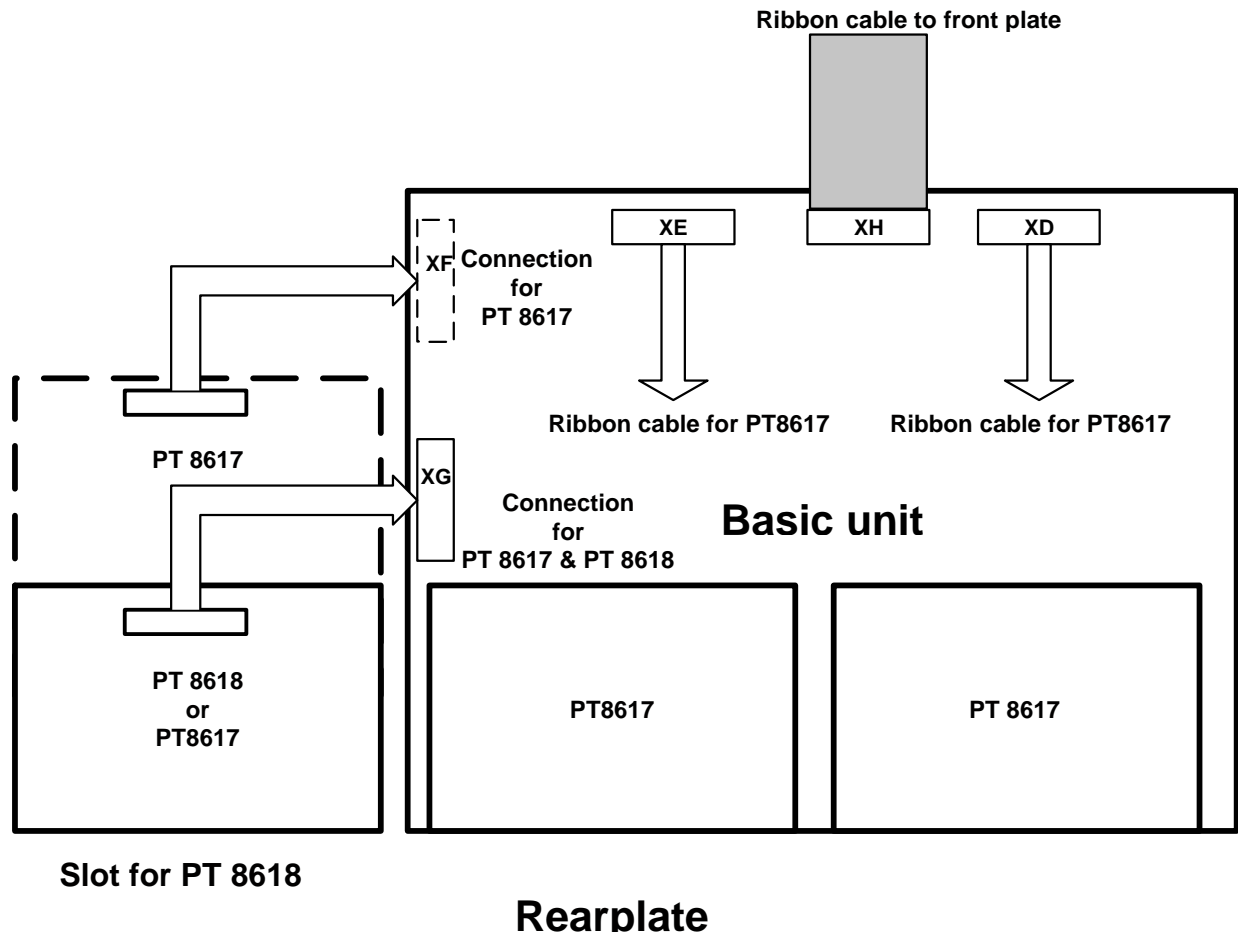 Ribbon cable to front plate
XE
XH
XD
XF
Connection
for
PT 8617
Ribbon cable for PT8617
Ribbon cable for PT8617
PT 8617
XG
Connection
for
PT 8617 & PT 8618
Basic unit
PT 8618
or
PT8617
PT8617
PT 8617
Slot for PT 8618
Rearplate